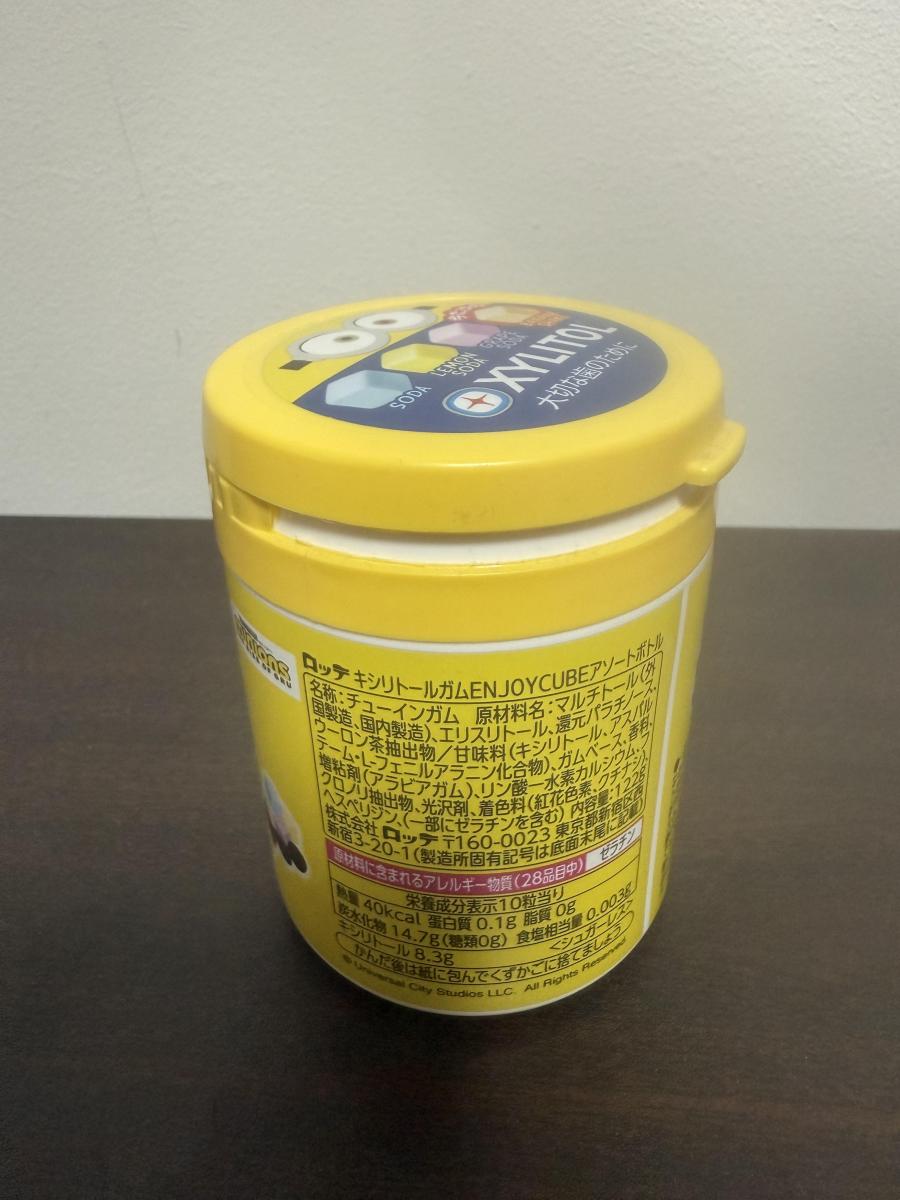 SODA
LEMON
SODA
GRAPE
SODA
XYLITOL
大切な歯のために
ロッテ キシリトールガムENJOYCUBEアソートボトル
名称:チューインガム 原材料名:マルチトール(外
国製造、国内製造)、エリスリトール、還元パラチノース、
ウーロン茶抽出物/甘味料(キシリトール、アスパル
テーム・L-フェニルアラニン化合物)、ガムベース、香料、
増粘剤(アラビアガム)、リン酸一水素カルシウム、
クロノリ抽出物、光沢剤、着色料(紅花色素、クチナシ)、
ヘスペリジン、(一部にゼラチンを含む) 内容量:122g
株式会社 ロッテ 〒160-0023 東京都新宿区西
新宿3-20-1(製造所固有記号は底面末尾に記載)
原材料に含まれるアレルギー物質(28品目中) ゼラチン
栄養成分表示10粒当り
熱量 40kcal 蛋白質 0.1g 脂質 0g
炭水化物 14.7g(糖類0g) 食塩相当量 0.003g
キシリトール 8.3g <シュガーレス>
かんだ後は紙に包んでくずかごに捨てましょう
© Universal City Studios LLC. All Rights Reserved.